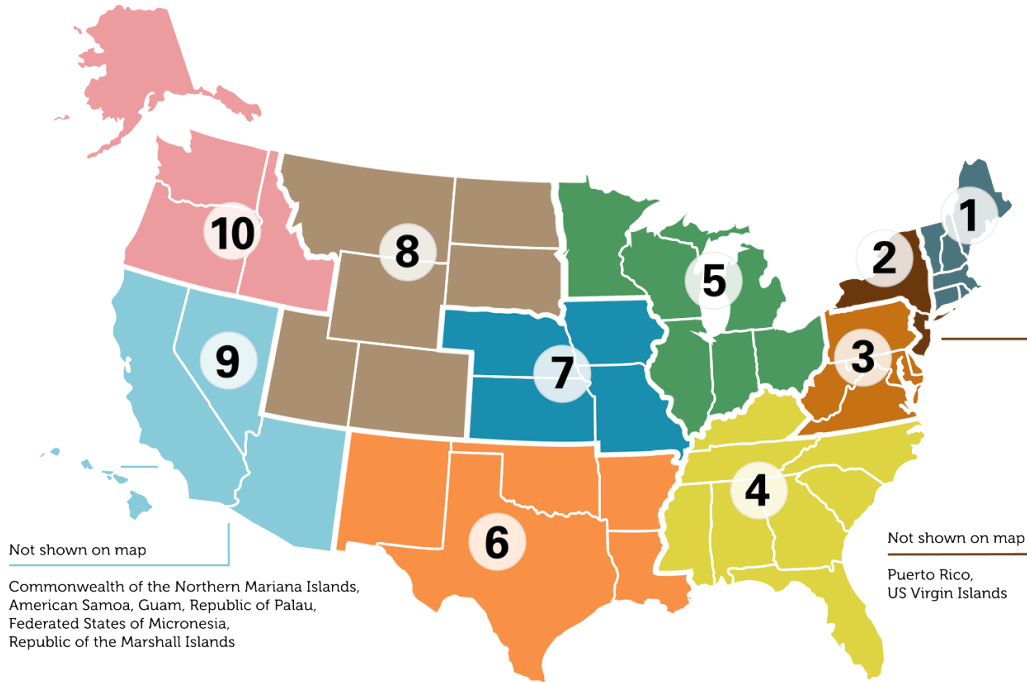 1
2
10
8
5
3
9
7
4
6
Not shown on map
Commonwealth of the Northern Mariana Islands,
American Samoa, Guam, Republic of Palau,
Federated States of Micronesia,
Republic of the Marshall Islands
Not shown on map
Puerto Rico,
US Virgin Islands